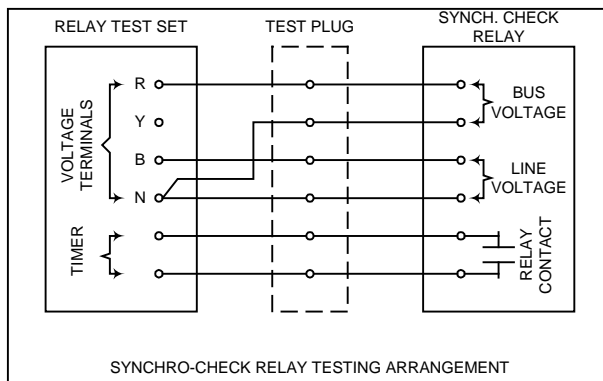 RELAY TEST SET
TEST PLUG
SYNCH. CHECK
RELAY
VOLTAGE
TERMINALS
R
Y
B
N
BUS
VOLTAGE
LINE
VOLTAGE
TIMER
RELAY
CONTACT
SYNCHRO-CHECK RELAY TESTING ARRANGEMENT